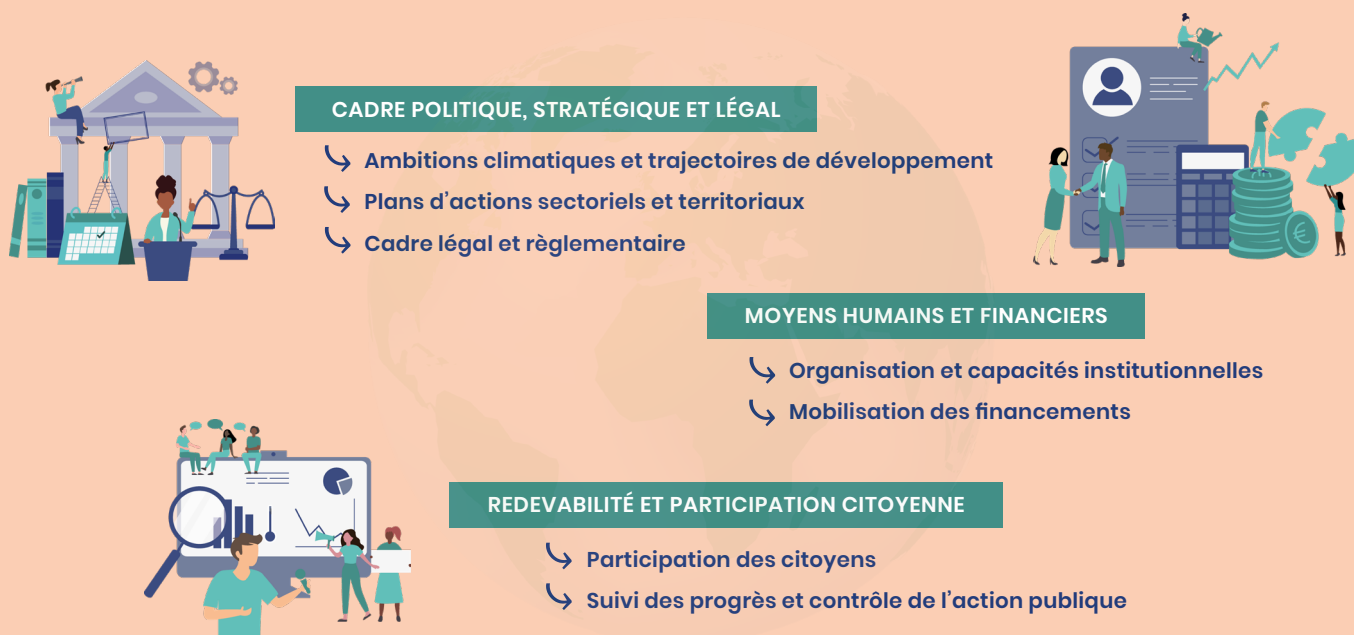 CADRE POLITIQUE, STRATÉGIQUE ET LÉGAL
Ambitions climatiques et trajectoires de développement
Plans d’actions sectoriels et territoriaux
Cadre légal et règlementaire
MOYENS HUMAINS ET FINANCIERS
Organisation et capacités institutionnelles
Mobilisation des financements
REDEVABILITÉ ET PARTICIPATION CITOYENNE
Participation des citoyens
Suivi des progrès et contrôle de l’action publique